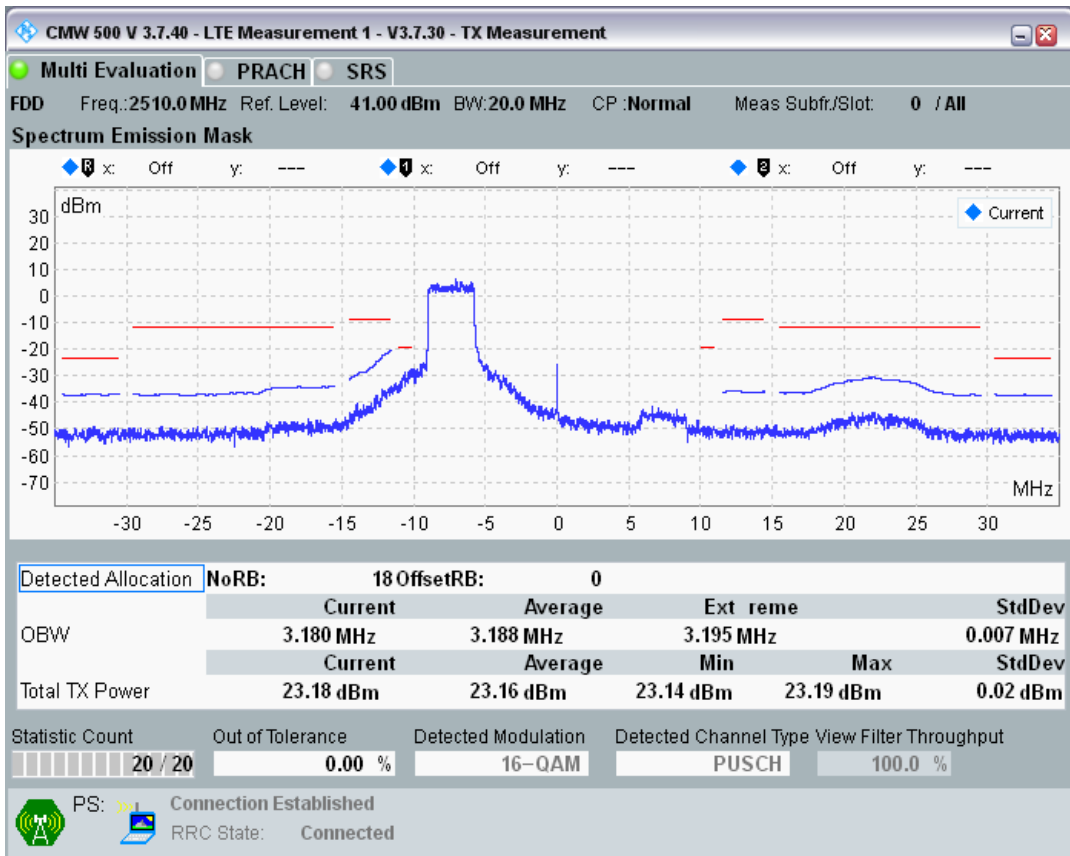 CMW 500 V 3.7.40 - LTE Measurement 1 - V3.7.30 - TX Measurement
Multi Evaluation PRACH SRS
FDD Freq.:2510.0 MHz Ref. Level: 41.00 dBm BW:20.0 MHz CP :Normal Meas Subfr./Slot: 0 / All
Spectrum Emission Mask
R x: Off y: --- 1 x: Off y: --- 2 x: Off y: ---
dBm
Current
30
20
10
0
-10
-20
-30
-40
-50
-60
-70
MHz
-30 -25 -20 -15 -10 -5 0 5 10 15 20 25 30
Detected Allocation NoRB: 18 OffsetRB: 0
Current Average Ext reme StdDev
OBW 3.180 MHz 3.188 MHz 3.195 MHz 0.007 MHz
Current Average Min Max StdDev
Total TX Power 23.18 dBm 23.16 dBm 23.14 dBm 23.19 dBm 0.02 dBm
Statistic Count Out of Tolerance Detected Modulation Detected Channel Type View Filter Throughput
20 / 20 0.00 % 16-QAM PUSCH 100.0 %
PS: Connection Established
RRC State: Connected